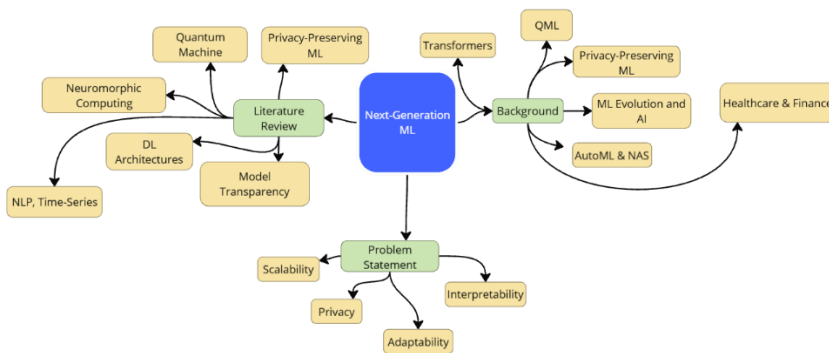 QML
Quantum
Machine
Privacy-Preserving
ML
Transformers
Privacy-Preserving
ML
Neuromorphic
Computing
Literature
Review
Next-Generation
ML
Background
ML Evolution and
AI
Healthcare & Finance
DL
Architectures
Model
Transparency
AutoML & NAS
NLP, Time-Series
Problem
Statement
Scalability
Interpretability
Privacy
Adaptability